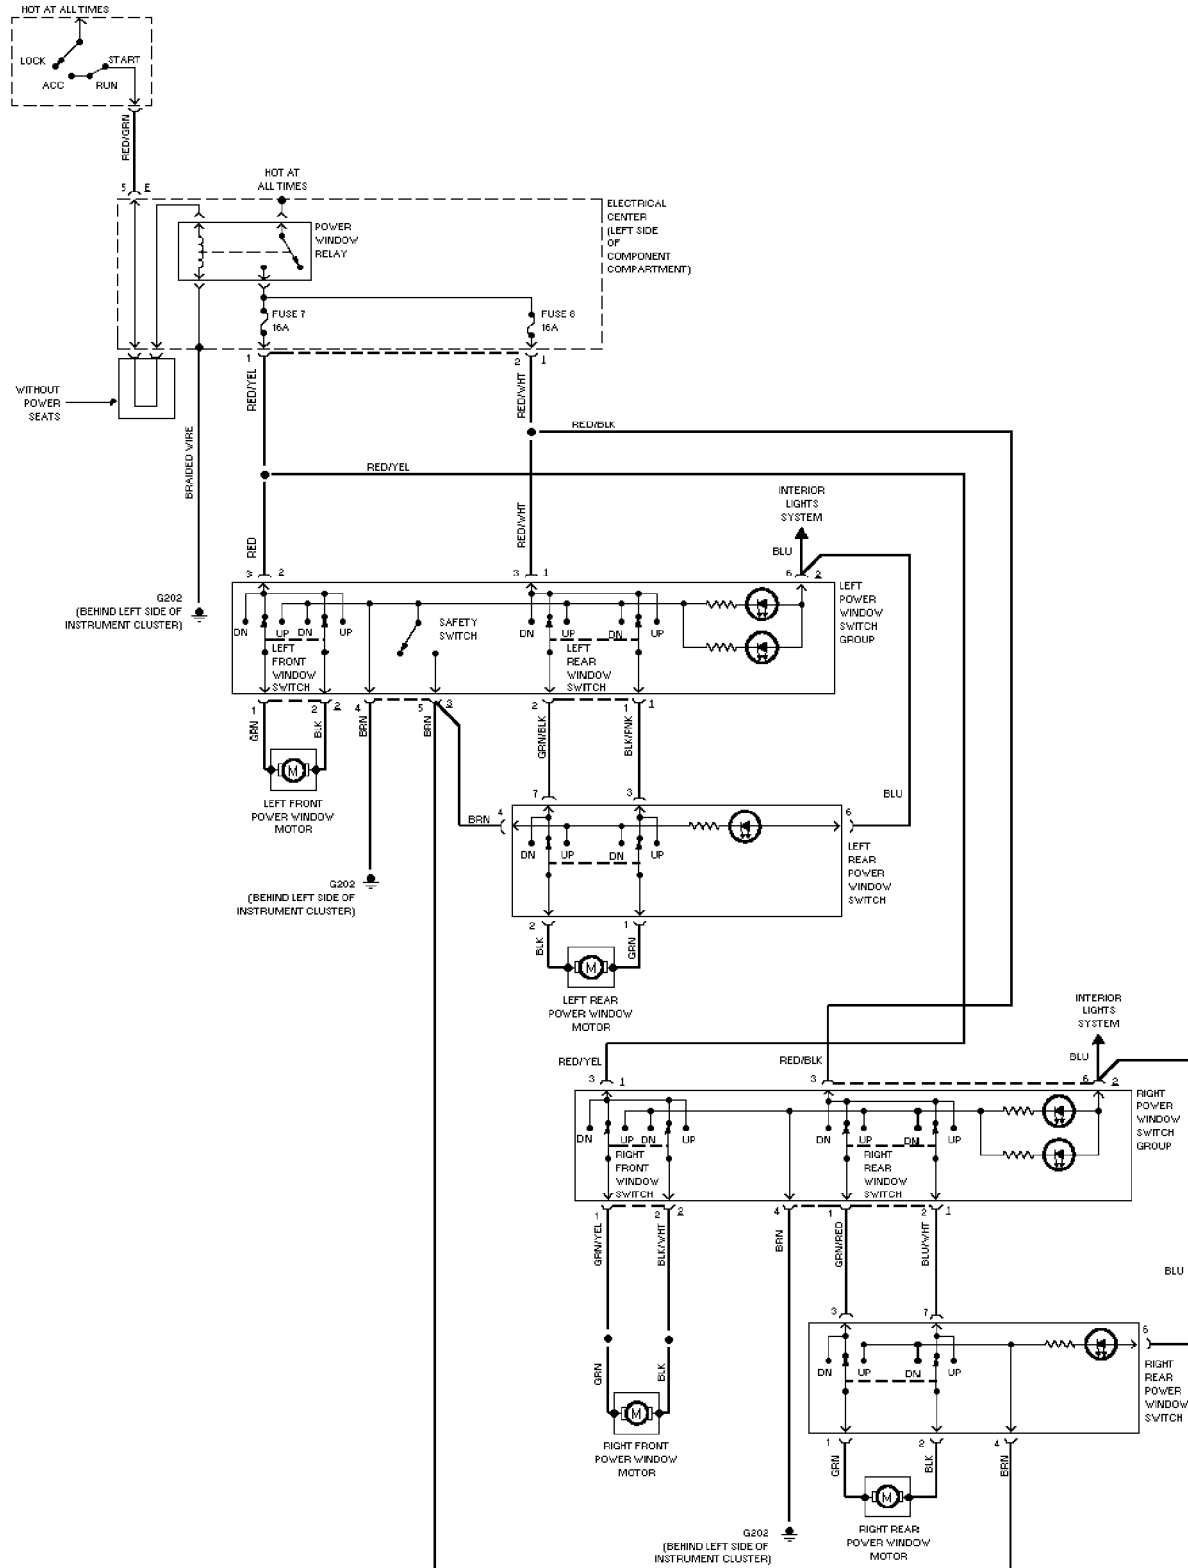 HOT AT ALL TIMES
LOCK
START
ACC
RUN
RED/GRN
5 E
HOT AT
ALL TIMES
POWER
WINDOW
RELAY
ELECTRICAL
CENTER
(LEFT SIDE
OF
COMPONENT
COMPARTMENT)
FUSE 7
16A
FUSE 8
16A
1
2 1
WITHOUT
POWER
SEATS
BRAIDED WIRE
RED/YEL
RED/WHT
RED/BLK
RED/YEL
RED
RED/WHT
INTERIOR
LIGHTS
SYSTEM
BLU
3 2
3 1
6 2
G202
(BEHIND LEFT SIDE OF
INSTRUMENT CLUSTER)
DN
UP
DN
UP
LEFT
FRONT
WINDOW
SWITCH
SAFETY
SWITCH
DN
UP
DN
UP
LEFT
REAR
WINDOW
SWITCH
LEFT
POWER
WINDOW
SWITCH
GROUP
1
2 2
4
5 3
2
1 1
GRN
BLK
BRN
BRN
GRN/BLK
BLK/PNK
M
LEFT FRONT
POWER WINDOW
MOTOR
7
3
BRN
4
6
BLU
DN
UP
DN
UP
LEFT
REAR
POWER
WINDOW
SWITCH
G202
(BEHIND LEFT SIDE OF
INSTRUMENT CLUSTER)
2
1
BLK
GRN
M
LEFT REAR
POWER WINDOW
MOTOR
INTERIOR
LIGHTS
SYSTEM
BLU
RED/YEL
RED/BLK
3 1
3
6 2
DN
UP
DN
UP
RIGHT
FRONT
WINDOW
SWITCH
DN
UP
DN
UP
RIGHT
REAR
WINDOW
SWITCH
RIGHT
POWER
WINDOW
SWITCH
GROUP
1
2 2
4
1
2 1
GRN/YEL
BLK/WHT
BRN
GRN/RED
BLU/WHT
BLU
3
7
6
DN
UP
DN
UP
RIGHT
REAR
POWER
WINDOW
SWITCH
GRN
BLK
M
RIGHT FRONT
POWER WINDOW
MOTOR
1
2
4
GRN
BLK
BRN
M
RIGHT REAR
POWER WINDOW
MOTOR
G202
(BEHIND LEFT SIDE OF
INSTRUMENT CLUSTER)